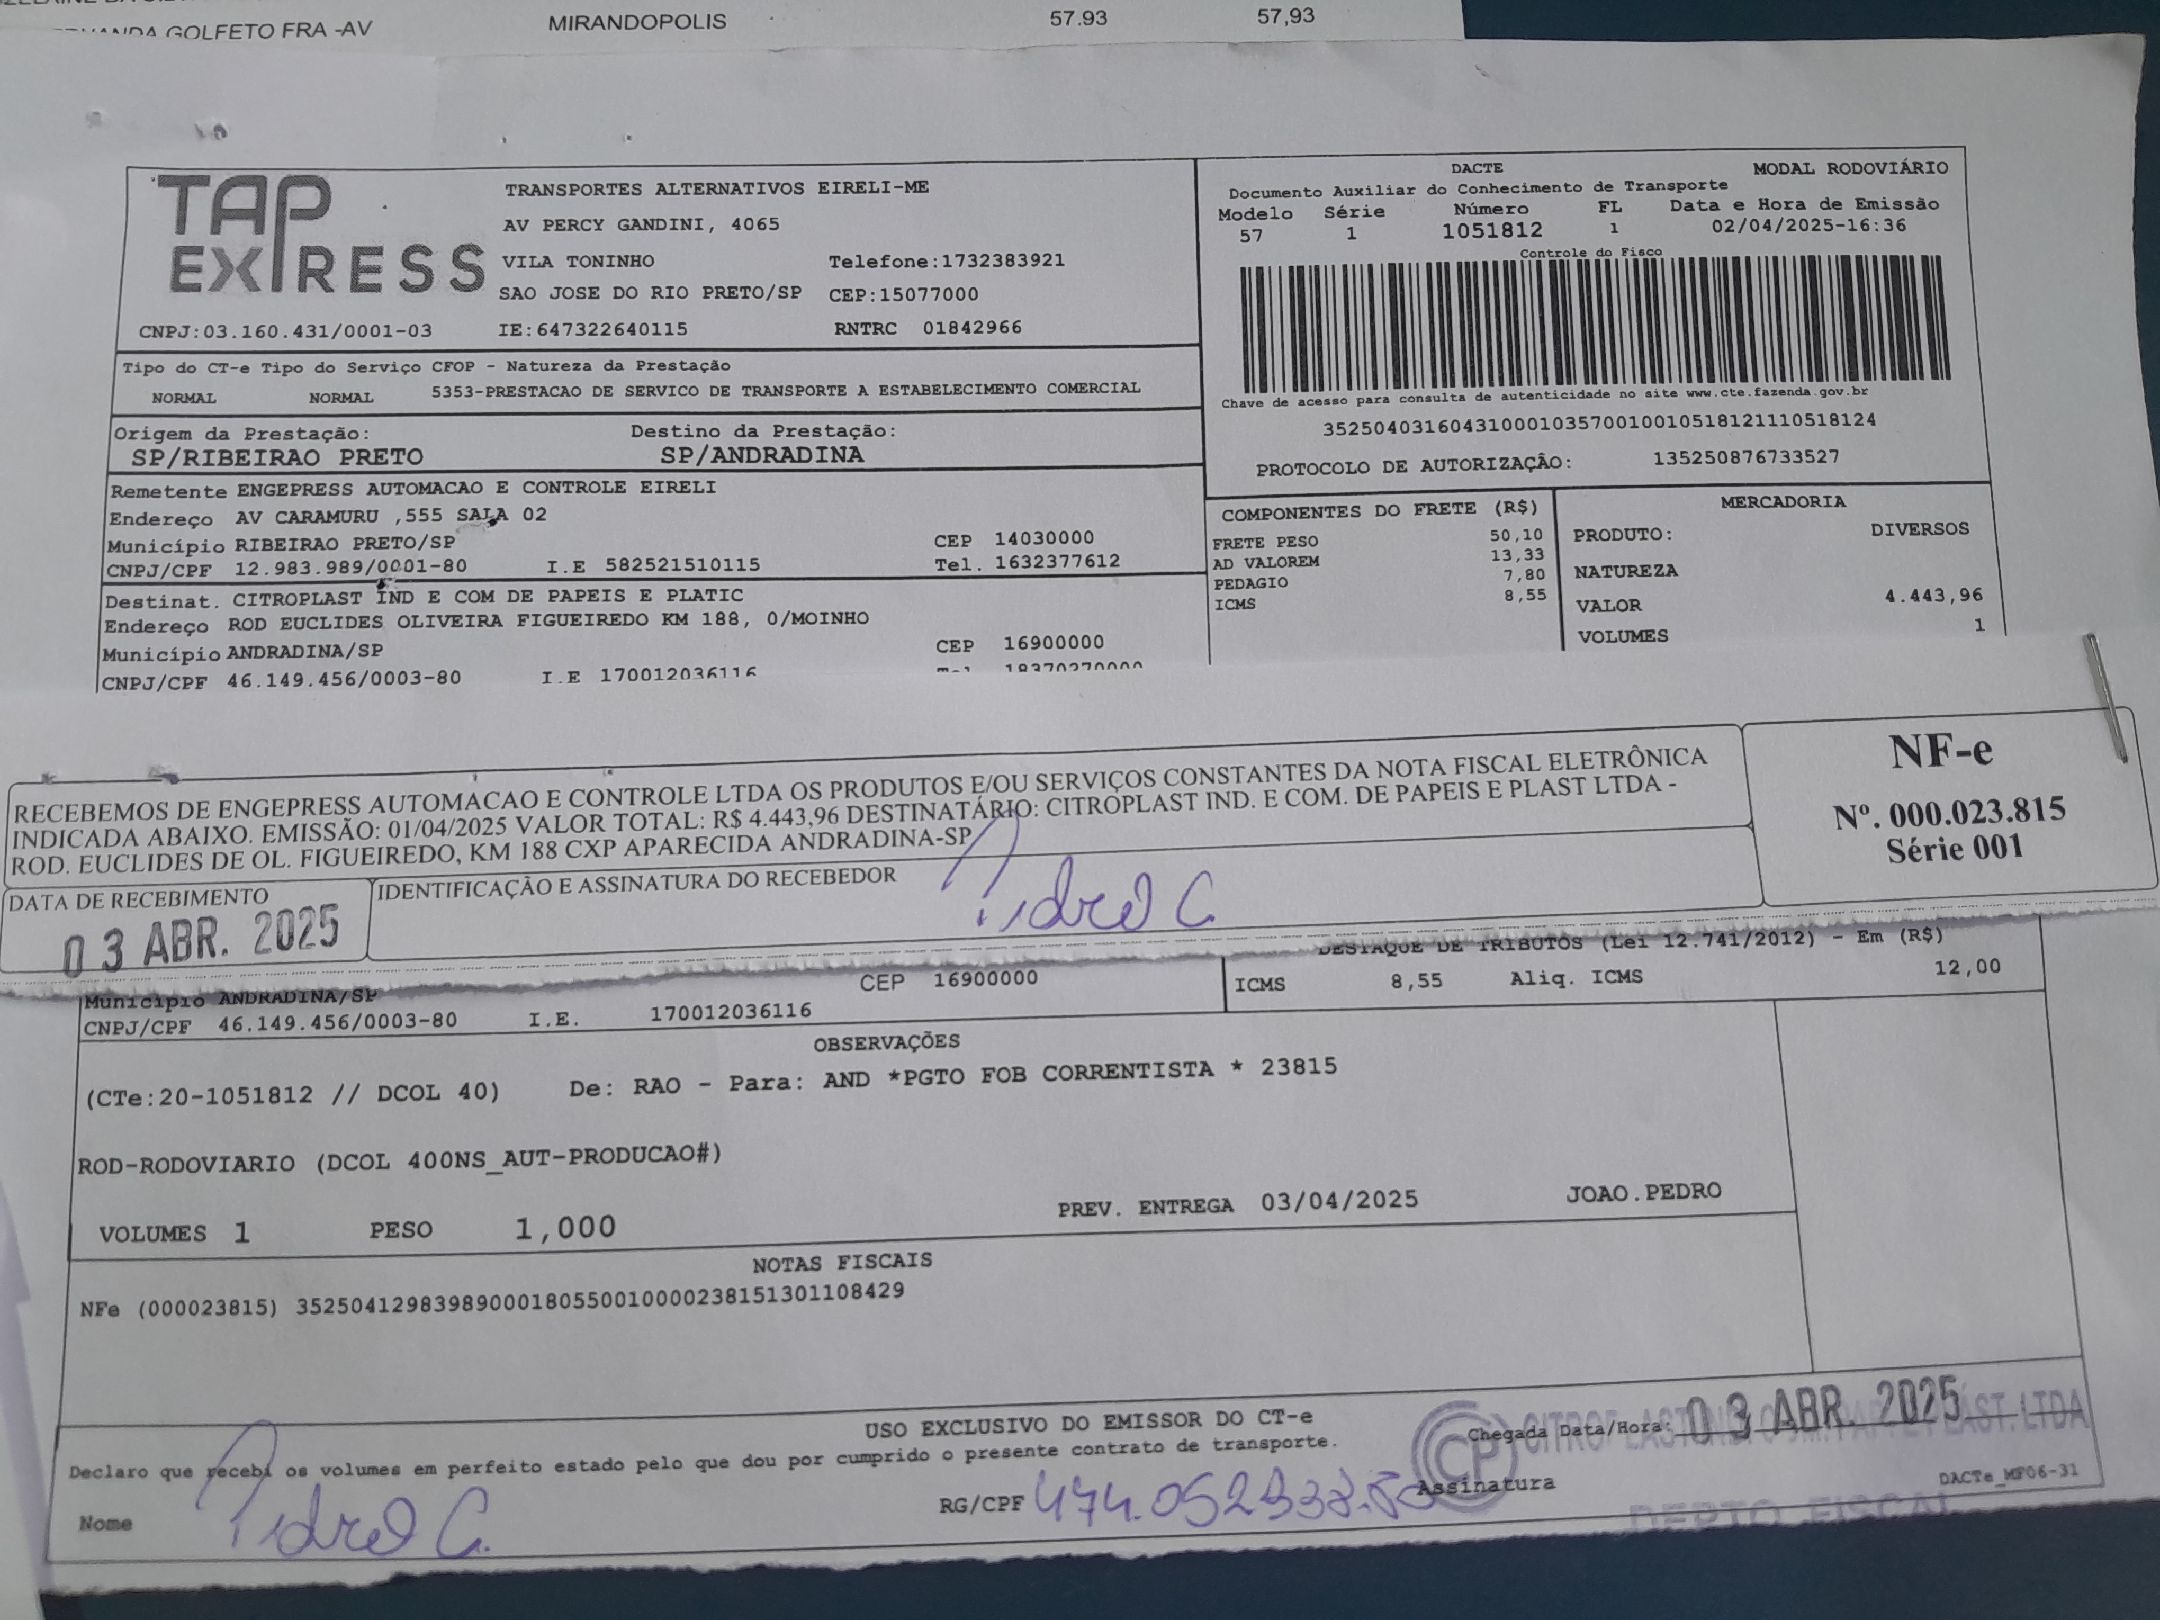 GOLFETO FRA -AV MIRANDOPOLIS 57.93 57,93
TAP EXPRESS
TRANSPORTES ALTERNATIVOS EIRELI-ME
AV PERCY GANDINI, 4065
VILA TONINHO Telefone:1732383921
SAO JOSE DO RIO PRETO/SP CEP:15077000
CNPJ:03.160.431/0001-03 IE:647322640115 RNTRC 01842966
DACTE MODAL RODOVIÁRIO
Documento Auxiliar do Conhecimento de Transporte
Modelo Série Número FL Data e Hora de Emissão
57 1 1051812 1 02/04/2025-16:36
Controle do Fisco
Chave de acesso para consulta de autenticidade no site www.cte.fazenda.gov.br
35250403160431000103570010010518121110518124
PROTOCOLO DE AUTORIZAÇÃO: 135250876733527
Tipo do CT-e Tipo do Serviço CFOP - Natureza da Prestação
NORMAL NORMAL 5353-PRESTACAO DE SERVICO DE TRANSPORTE A ESTABELECIMENTO COMERCIAL
Origem da Prestação: Destino da Prestação:
SP/RIBEIRAO PRETO SP/ANDRADINA
Remetente ENGEPRESS AUTOMACAO E CONTROLE EIRELI
Endereço AV CARAMURU ,555 SALA 02
Município RIBEIRAO PRETO/SP CEP 14030000
CNPJ/CPF 12.983.989/0001-80 I.E 582521510115 Tel. 1632377612
Destinat. CITROPLAST IND E COM DE PAPEIS E PLATIC
Endereço ROD EUCLIDES OLIVEIRA FIGUEIREDO KM 188, 0/MOINHO
Município ANDRADINA/SP CEP 16900000
CNPJ/CPF 46.149.456/0003-80 I.E 170012036116 18370270000
COMPONENTES DO FRETE (R$)
FRETE PESO 50,10
AD VALOREM 13,33
PEDAGIO 7,80
ICMS 8,55
MERCADORIA
PRODUTO: DIVERSOS
NATUREZA
VALOR 4.443,96
VOLUMES 1
RECEBEMOS DE ENGEPRESS AUTOMACAO E CONTROLE LTDA OS PRODUTOS E/OU SERVIÇOS CONSTANTES DA NOTA FISCAL ELETRÔNICA
INDICADA ABAIXO. EMISSÃO: 01/04/2025 VALOR TOTAL: R$ 4.443,96 DESTINATÁRIO: CITROPLAST IND. E COM. DE PAPEIS E PLAST LTDA -
ROD. EUCLIDES DE OL. FIGUEIREDO, KM 188 CXP APARECIDA ANDRADINA-SP
NF-e
Nº. 000.023.815
Série 001
DATA DE RECEBIMENTO IDENTIFICAÇÃO E ASSINATURA DO RECEBEDOR
03 ABR. 2025 Pedro C
DESTAQUE DE TRIBUTOS (Lei 12.741/2012) - Em (R$)
ICMS 8,55 Aliq. ICMS 12,00
Município ANDRADINA/SP CEP 16900000
CNPJ/CPF 46.149.456/0003-80 I.E. 170012036116
OBSERVAÇÕES
(CTe:20-1051812 // DCOL 40) De: RAO - Para: AND *PGTO FOB CORRENTISTA * 23815
ROD-RODOVIARIO (DCOL 400NS_AUT-PRODUCAO#)
VOLUMES 1 PESO 1,000 PREV. ENTREGA 03/04/2025 JOAO.PEDRO
NOTAS FISCAIS
NFe (000023815) 35250412983989000180550010000238151301108429
USO EXCLUSIVO DO EMISSOR DO CT-e
Declaro que recebi os volumes em perfeito estado pelo que dou por cumprido o presente contrato de transporte.
Chegada Data/Hora: 03 ABR. 2025
CP
LTDA
Nome Pedro C. RG/CPF Assinatura
DACTe_MF06-31
DEPTO FISCAL